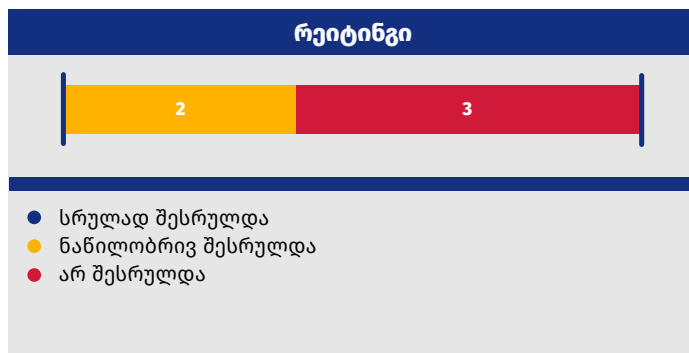 რეიტინგი
2 3
სრულად შესრულდა
ნაწილობრივ შესრულდა
არ შესრულდა